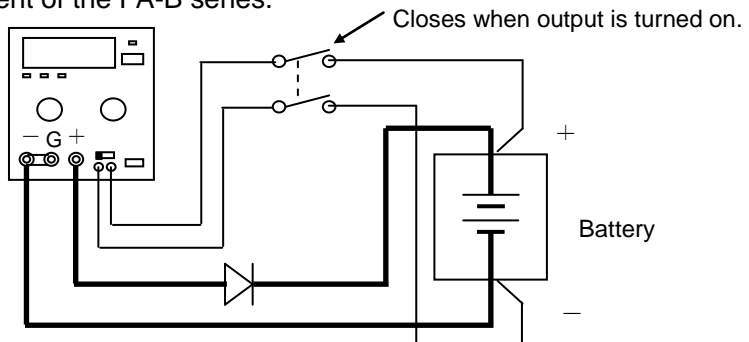 ent of the PA-B series.
Closes when output is turned on.
− G +
+
Battery
−